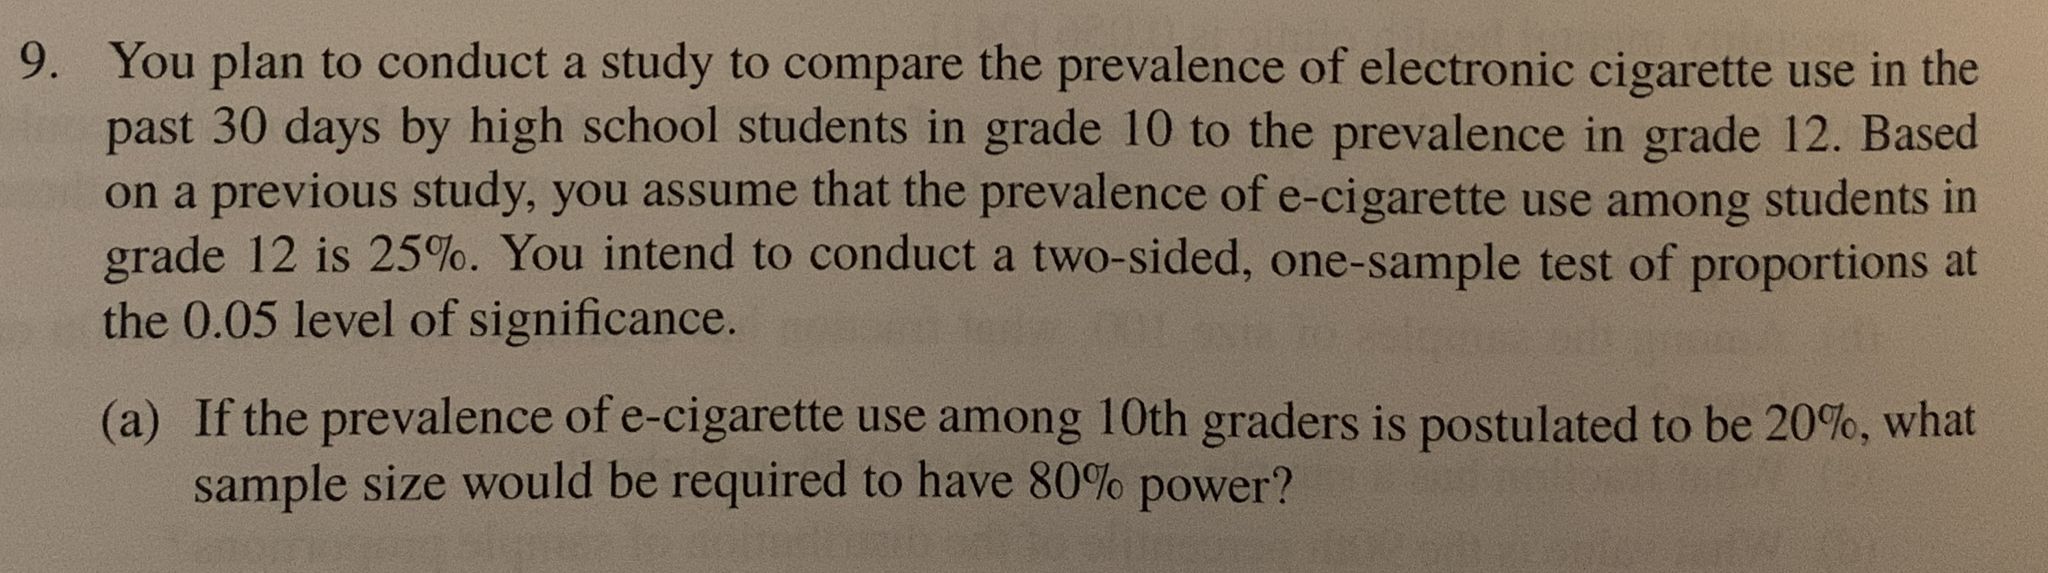 9. You plan to conduct a study to compare the prevalence of electronic cigarette use in the
past 30 days by high school students in grade 10 to the prevalence in grade 12. Based
on a previous study, you assume that the prevalence of e-cigarette use among students in
grade 12 is 25%. You intend to conduct a two-sided, one-sample test of proportions at
the 0.05 level of significance.
(a) If the prevalence of e-cigarette use among 10th graders is postulated to be 20%, what
sample size would be required to have 80% power?